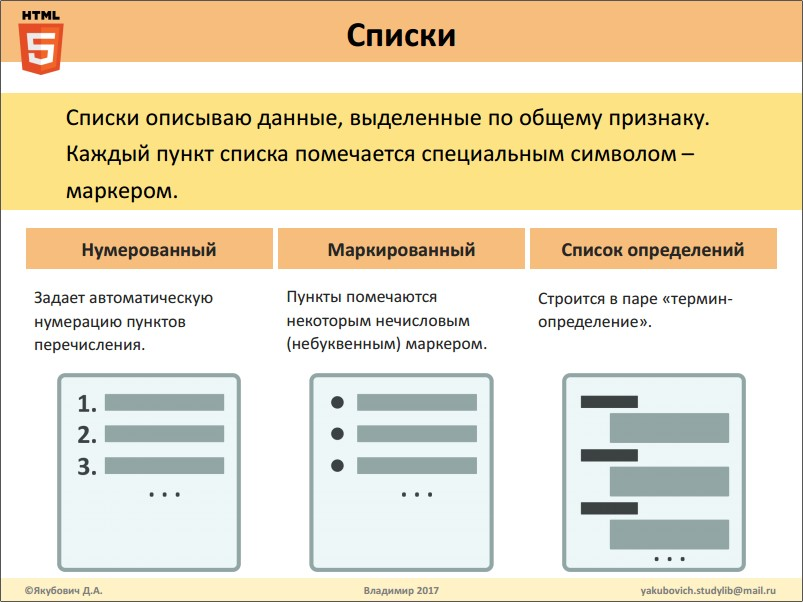 HTML
5
Списки
Списки описываю данные, выделенные по общему признаку.
Каждый пункт списка помечается специальным символом –
маркером.
Нумерованный
Задает автоматическую
нумерацию пунктов
перечисления.
1.
2.
3.
...
Маркированный
Пункты помечаются
некоторым нечисловым
(небуквенным) маркером.
...
Список определений
Строится в паре «термин-
определение».
...
©Якубович Д.А.
Владимир 2017
yakubovich.studylib@mail.ru